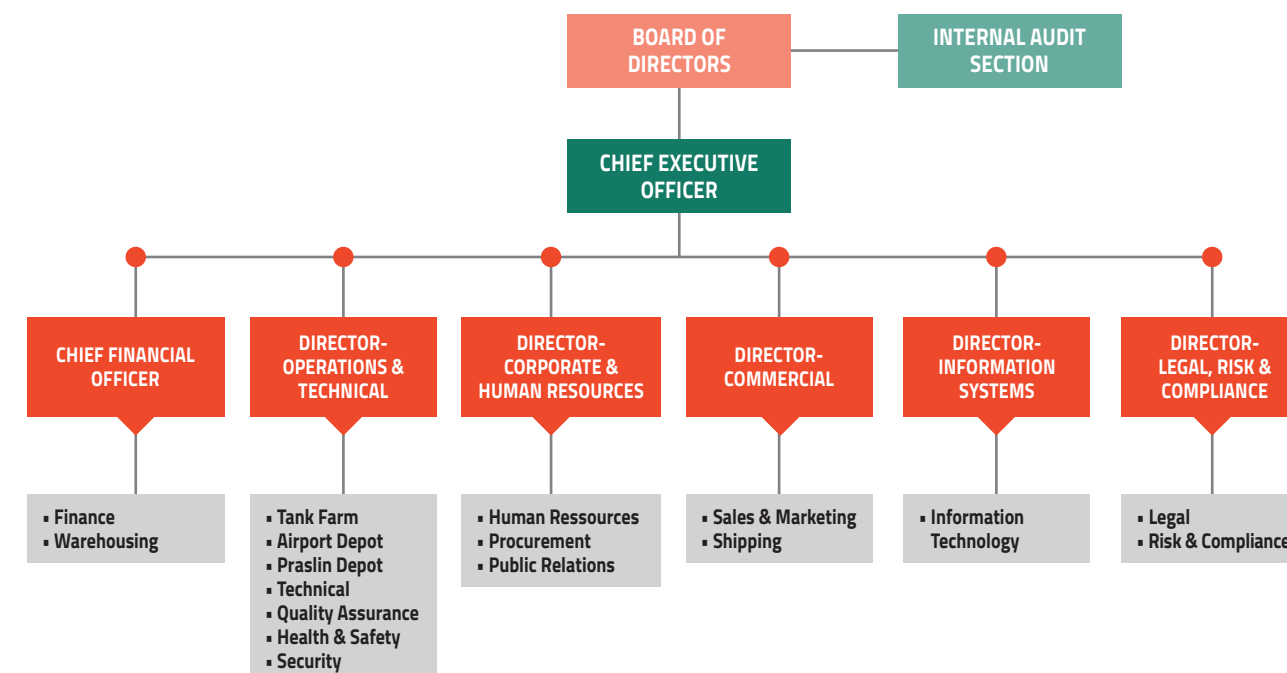 BOARD OF
DIRECTORS
INTERNAL AUDIT
SECTION
CHIEF EXECUTIVE
OFFICER
CHIEF FINANCIAL
OFFICER
DIRECTOR-
OPERATIONS &
TECHNICAL
DIRECTOR-
CORPORATE &
HUMAN RESOURCES
DIRECTOR-
COMMERCIAL
DIRECTOR-
INFORMATION
SYSTEMS
DIRECTOR-
LEGAL, RISK &
COMPLIANCE
▪ Finance
▪ Warehousing
▪ Tank Farm
▪ Airport Depot
▪ Praslin Depot
▪ Technical
▪ Quality Assurance
▪ Health & Safety
▪ Security
▪ Human Ressources
▪ Procurement
▪ Public Relations
▪ Sales & Marketing
▪ Shipping
▪ Information
Technology
▪ Legal
▪ Risk & Compliance